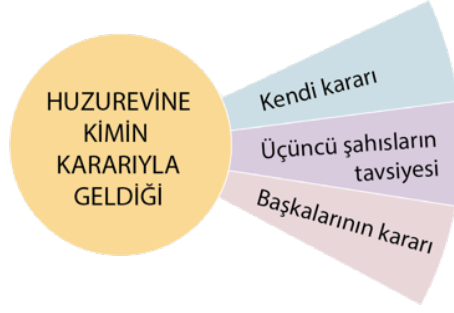 HUZUREVİNE
KİMİN
KARARIYLA
GELDİĞİ
Kendi kararı
Üçüncü şahısların
tavsiyesi
Başkalarının kararı